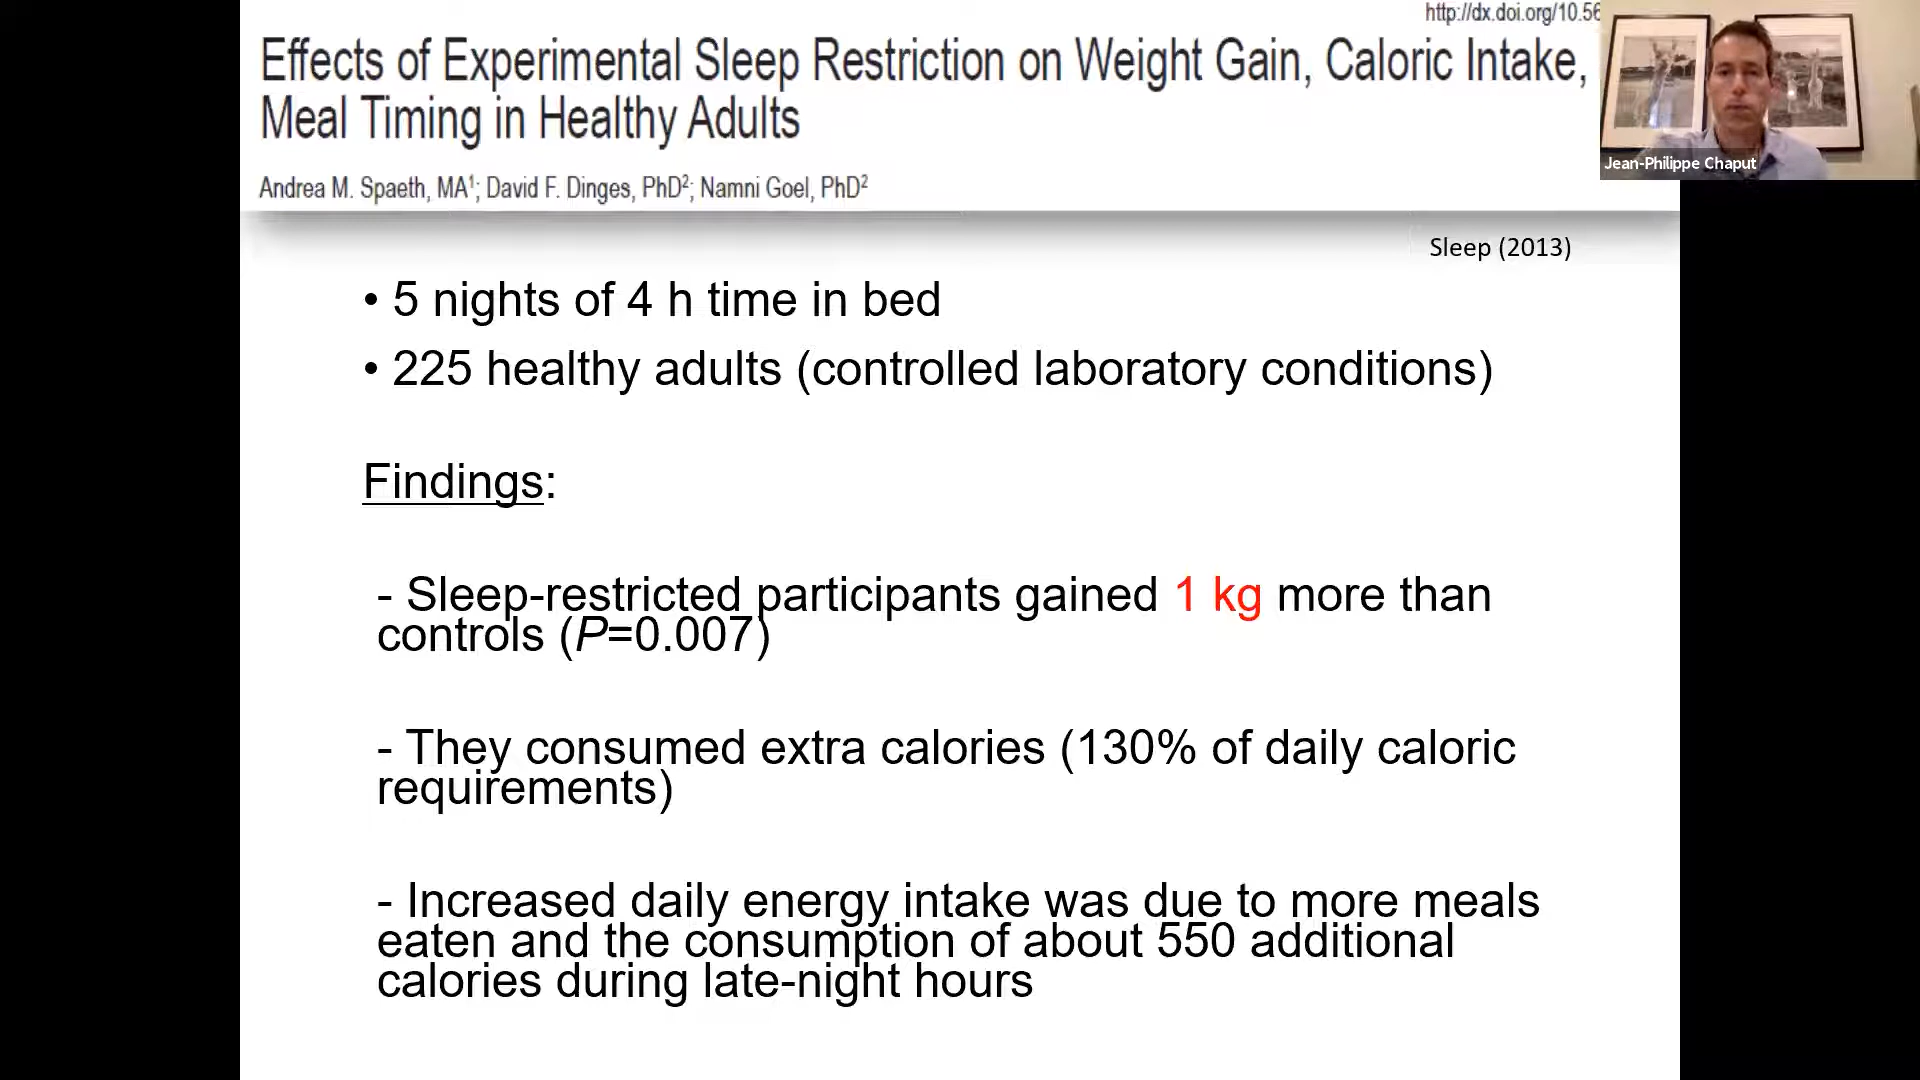 http://dx.doi.org/10.56
Effects of Experimental Sleep Restriction on Weight Gain, Caloric Intake,
Meal Timing in Healthy Adults
Jean-Philippe Chaput
Andrea M. Spaeth, MA¹; David F. Dinges, PhD²; Namni Goel, PhD²
Sleep (2013)
• 5 nights of 4 h time in bed
• 225 healthy adults (controlled laboratory conditions)
Findings:
- Sleep-restricted participants gained 1 kg more than
controls (P=0.007)
- They consumed extra calories (130% of daily caloric
requirements)
- Increased daily energy intake was due to more meals
eaten and the consumption of about 550 additional
calories during late-night hours